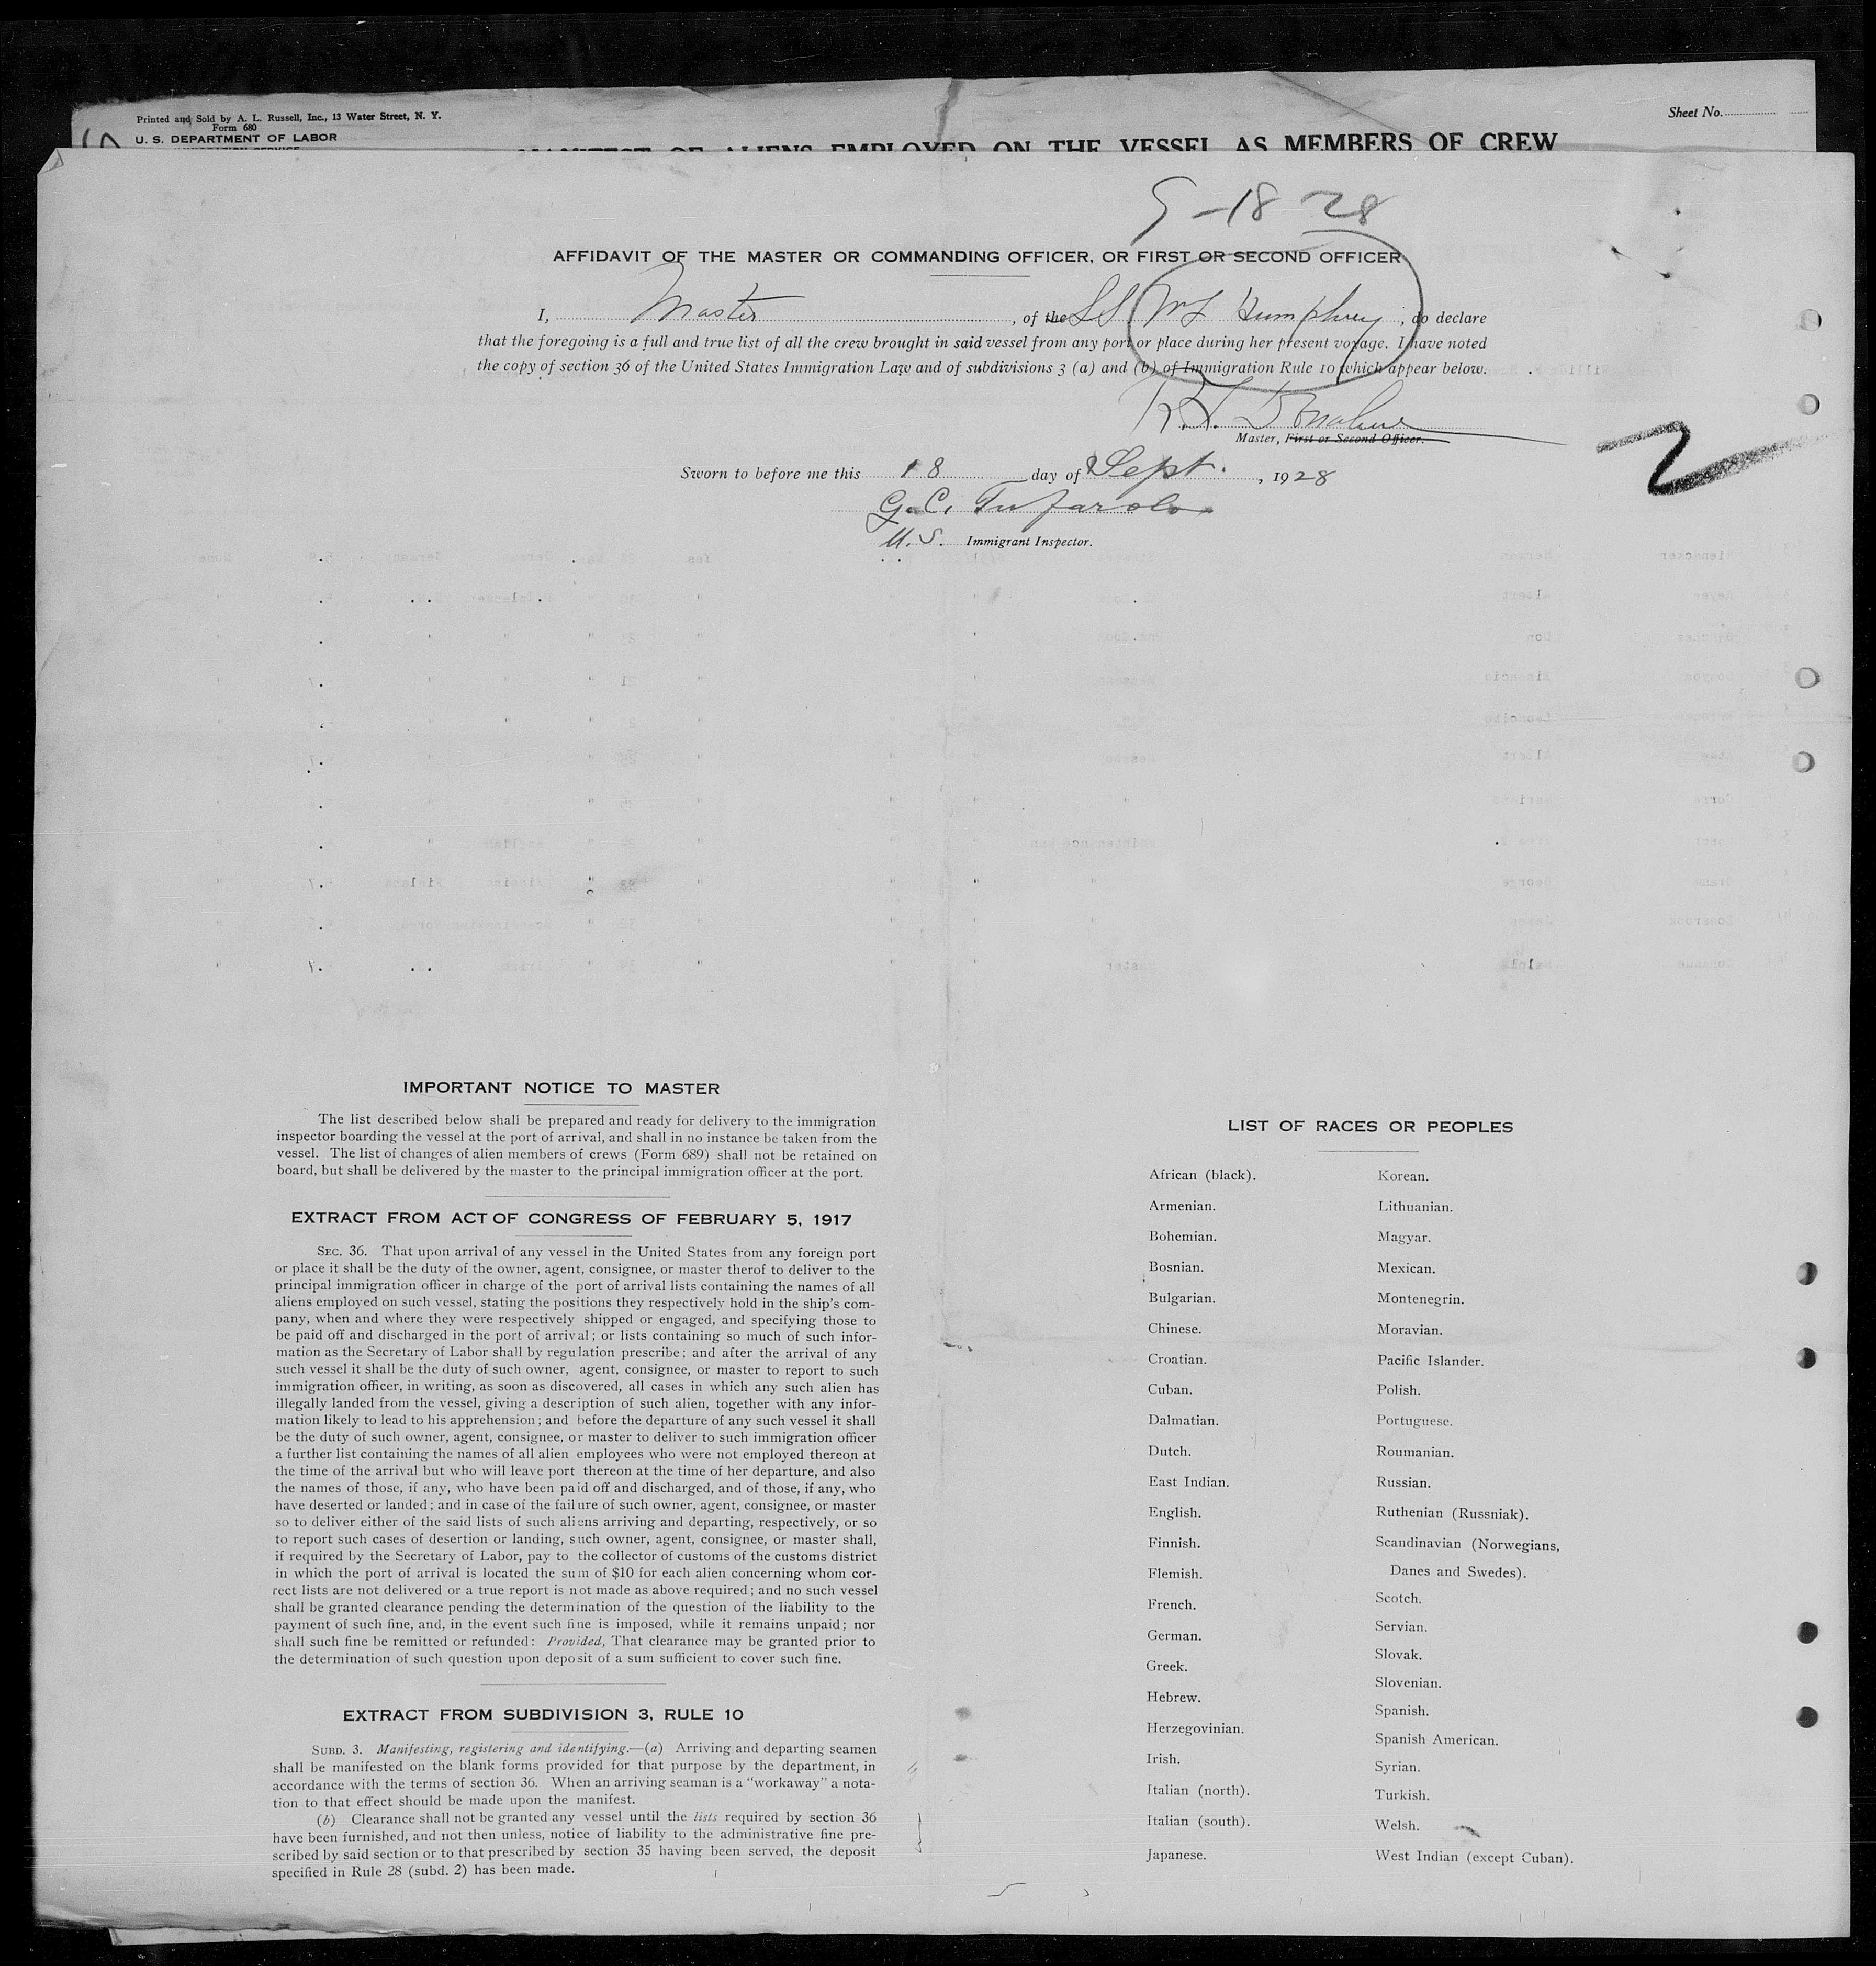 Printed and Sold by A. L. Russell, Inc., 13 Water Street, N. Y.
Form 680
U. S. DEPARTMENT OF LABOR
Sheet No.
MANIFEST OF ALIENS EMPLOYED ON THE VESSEL AS MEMBERS OF CREW
9-18 28
AFFIDAVIT OF THE MASTER OR COMMANDING OFFICER, OR FIRST OR SECOND OFFICER
I, Master, of the SS W L Humphrey, do declare
that the foregoing is a full and true list of all the crew brought in said vessel from any port or place during her present voyage. I have noted
the copy of section 36 of the United States Immigration Law and of subdivisions 3 (a) and (b) of Immigration Rule 10 which appear below.
R. L. Donahue
Master, First or Second Officer.
2
Sworn to before me this 18 day of Sept., 1928
G. C. Tufarolo
U. S. Immigrant Inspector.
IMPORTANT NOTICE TO MASTER
The list described below shall be prepared and ready for delivery to the immigration
inspector boarding the vessel at the port of arrival, and shall in no instance be taken from the
vessel. The list of changes of alien members of crews (Form 689) shall not be retained on
board, but shall be delivered by the master to the principal immigration officer at the port.
EXTRACT FROM ACT OF CONGRESS OF FEBRUARY 5, 1917
SEC. 36. That upon arrival of any vessel in the United States from any foreign port
or place it shall be the duty of the owner, agent, consignee, or master therof to deliver to the
principal immigration officer in charge of the port of arrival lists containing the names of all
aliens employed on such vessel, stating the positions they respectively hold in the ship's com-
pany, when and where they were respectively shipped or engaged, and specifying those to
be paid off and discharged in the port of arrival; or lists containing so much of such infor-
mation as the Secretary of Labor shall by regulation prescribe; and after the arrival of any
such vessel it shall be the duty of such owner, agent, consignee, or master to report to such
immigration officer, in writing, as soon as discovered, all cases in which any such alien has
illegally landed from the vessel, giving a description of such alien, together with any infor-
mation likely to lead to his apprehension; and before the departure of any such vessel it shall
be the duty of such owner, agent, consignee, or master to deliver to such immigration officer
a further list containing the names of all alien employees who were not employed thereon at
the time of the arrival but who will leave port thereon at the time of her departure, and also
the names of those, if any, who have been paid off and discharged, and of those, if any, who
have deserted or landed; and in case of the failure of such owner, agent, consignee, or master
so to deliver either of the said lists of such aliens arriving and departing, respectively, or so
to report such cases of desertion or landing, such owner, agent, consignee, or master shall,
if required by the Secretary of Labor, pay to the collector of customs of the customs district
in which the port of arrival is located the sum of $10 for each alien concerning whom cor-
rect lists are not delivered or a true report is not made as above required; and no such vessel
shall be granted clearance pending the determination of the question of the liability to the
payment of such fine, and, in the event such fine is imposed, while it remains unpaid; nor
shall such fine be remitted or refunded: Provided, That clearance may be granted prior to
the determination of such question upon deposit of a sum sufficient to cover such fine.
EXTRACT FROM SUBDIVISION 3, RULE 10
SUBD. 3. Manifesting, registering and identifying.—(a) Arriving and departing seamen
shall be manifested on the blank forms provided for that purpose by the department, in
accordance with the terms of section 36. When an arriving seaman is a "workaway" a nota-
tion to that effect should be made upon the manifest.
(b) Clearance shall not be granted any vessel until the lists required by section 36
have been furnished, and not then unless, notice of liability to the administrative fine pre-
scribed by said section or to that prescribed by section 35 having been served, the deposit
specified in Rule 28 (subd. 2) has been made.
LIST OF RACES OR PEOPLES
African (black).
Armenian.
Bohemian.
Bosnian.
Bulgarian.
Chinese.
Croatian.
Cuban.
Dalmatian.
Dutch.
East Indian.
English.
Finnish.
Flemish.
French.
German.
Greek.
Hebrew.
Herzegovinian.
Irish.
Italian (north).
Italian (south).
Japanese.
Korean.
Lithuanian.
Magyar.
Mexican.
Montenegrin.
Moravian.
Pacific Islander.
Polish.
Portuguese.
Roumanian.
Russian.
Ruthenian (Russniak).
Scandinavian (Norwegians,
Danes and Swedes).
Scotch.
Servian.
Slovak.
Slovenian.
Spanish.
Spanish American.
Syrian.
Turkish.
Welsh.
West Indian (except Cuban).